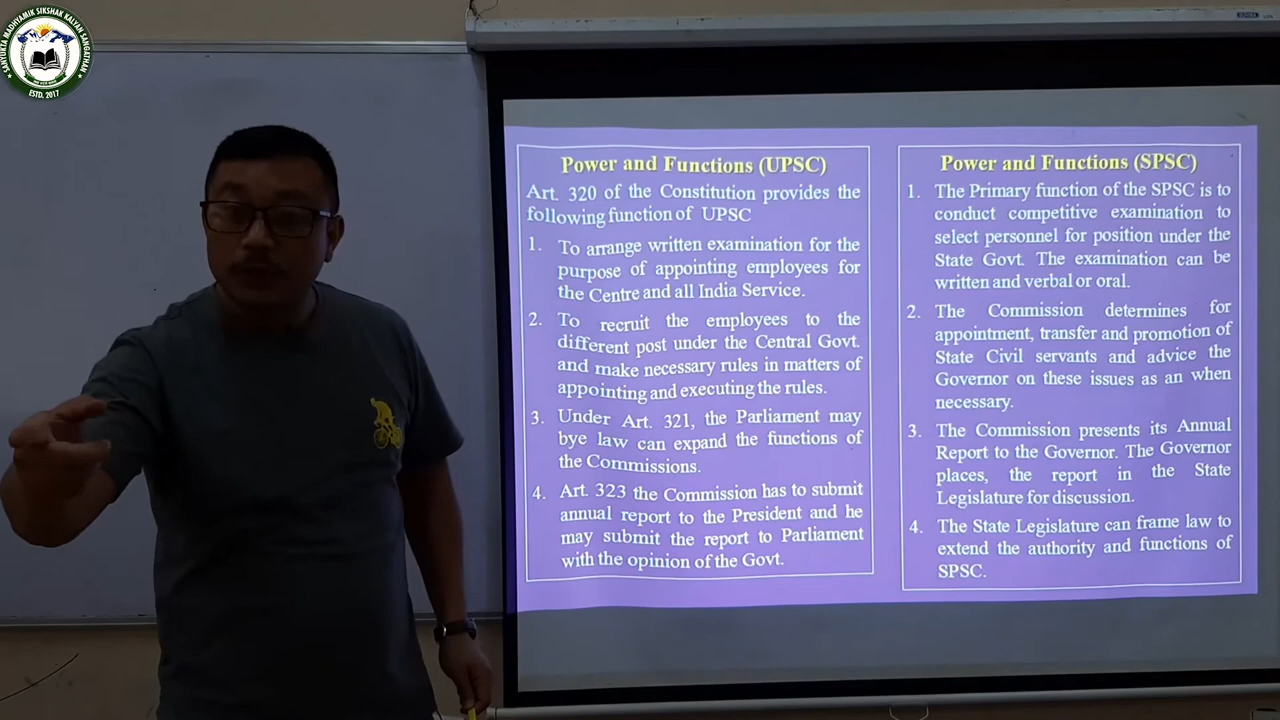 SANYUKTA MADHYAMIK SIKSHAK KALYAN SANGATHAN
ESTD. 2017
Power and Functions (UPSC)
Art. 320 of the Constitution provides the
following function of UPSC
1. To arrange written examination for the
purpose of appointing employees for
the Centre and all India Service.
2. To recruit the employees to the
different post under the Central Govt.
and make necessary rules in matters of
appointing and executing the rules.
3. Under Art. 321, the Parliament may
bye law can expand the functions of
the Commissions.
4. Art. 323 the Commission has to submit
annual report to the President and he
may submit the report to Parliament
with the opinion of the Govt.
Power and Functions (SPSC)
1. The Primary function of the SPSC is to
conduct competitive examination to
select personnel for position under the
State Govt. The examination can be
written and verbal or oral.
2. The Commission determines for
appointment, transfer and promotion of
State Civil servants and advice the
Governor on these issues as an when
necessary.
3. The Commission presents its Annual
Report to the Governor. The Governor
places, the report in the State
Legislature for discussion.
4. The State Legislature can frame law to
extend the authority and functions of
SPSC.